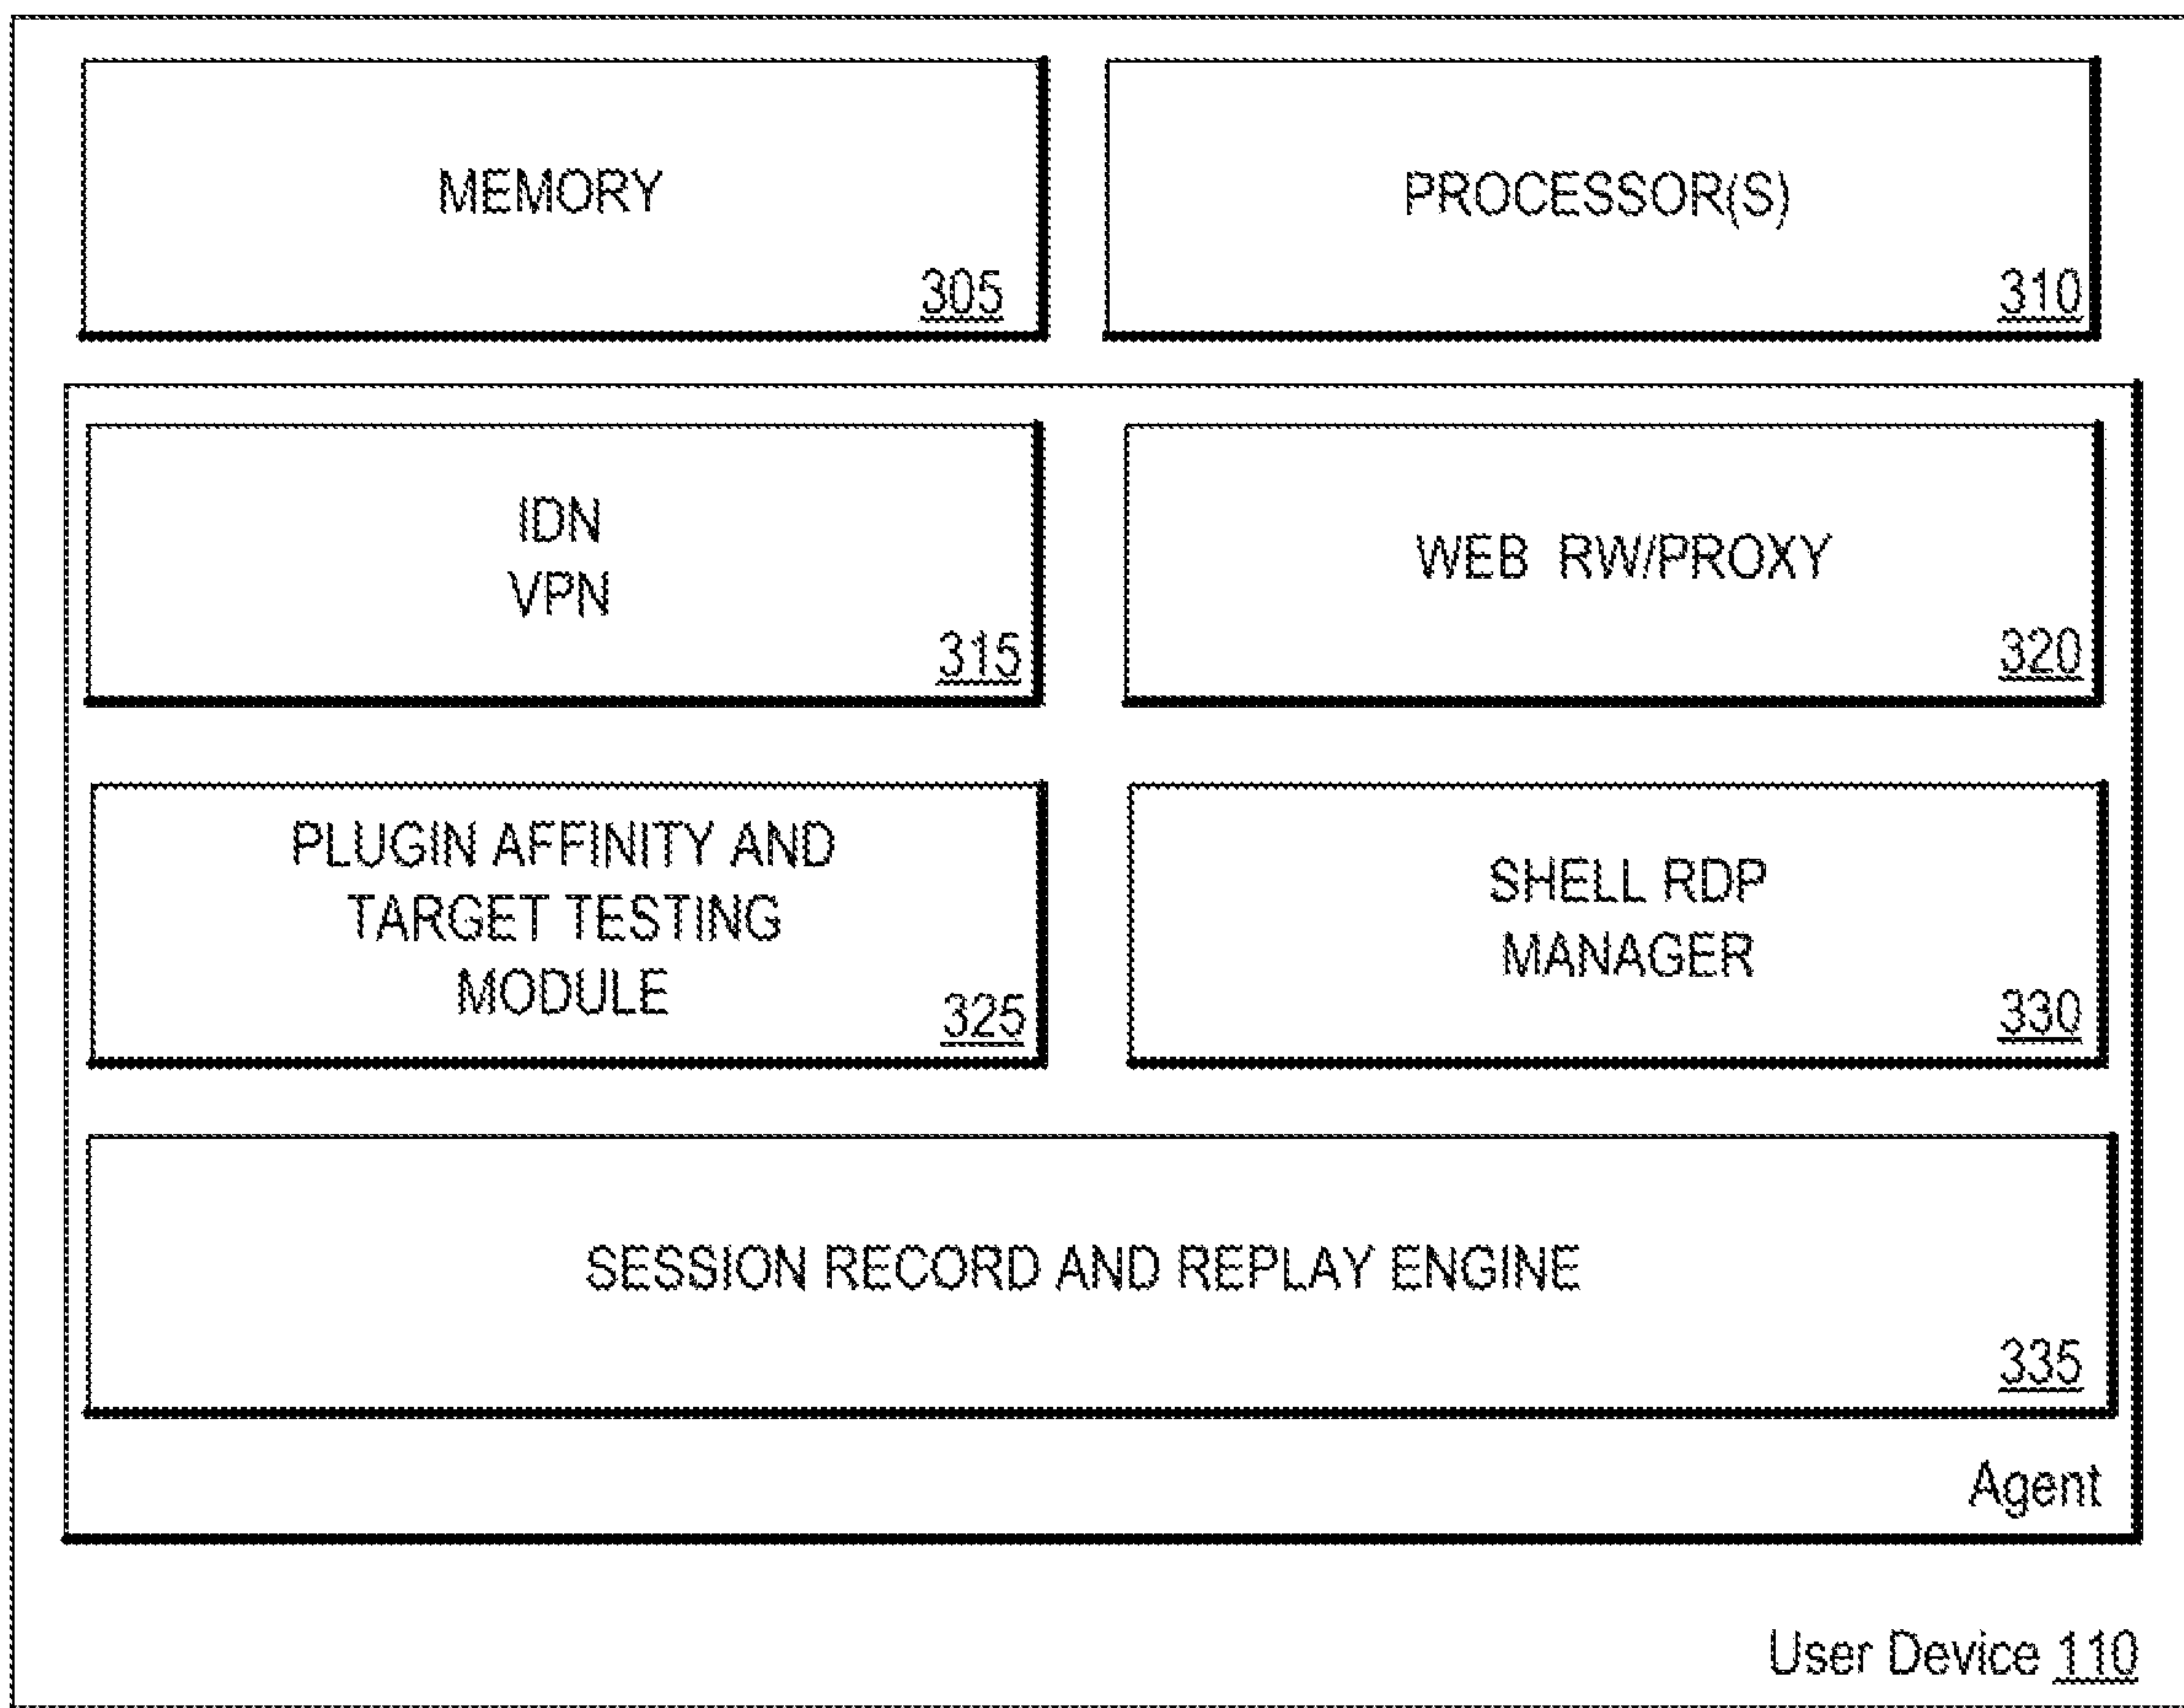 MEMORY
305
PROCESSOR(S)
310
IDN
VPN
315
WEB RW/PROXY
320
PLUGIN AFFINITY AND
TARGET TESTING
MODULE
325
SHELL RDP
MANAGER
330
SESSION RECORD AND REPLAY ENGINE
335
Agent
User Device 110